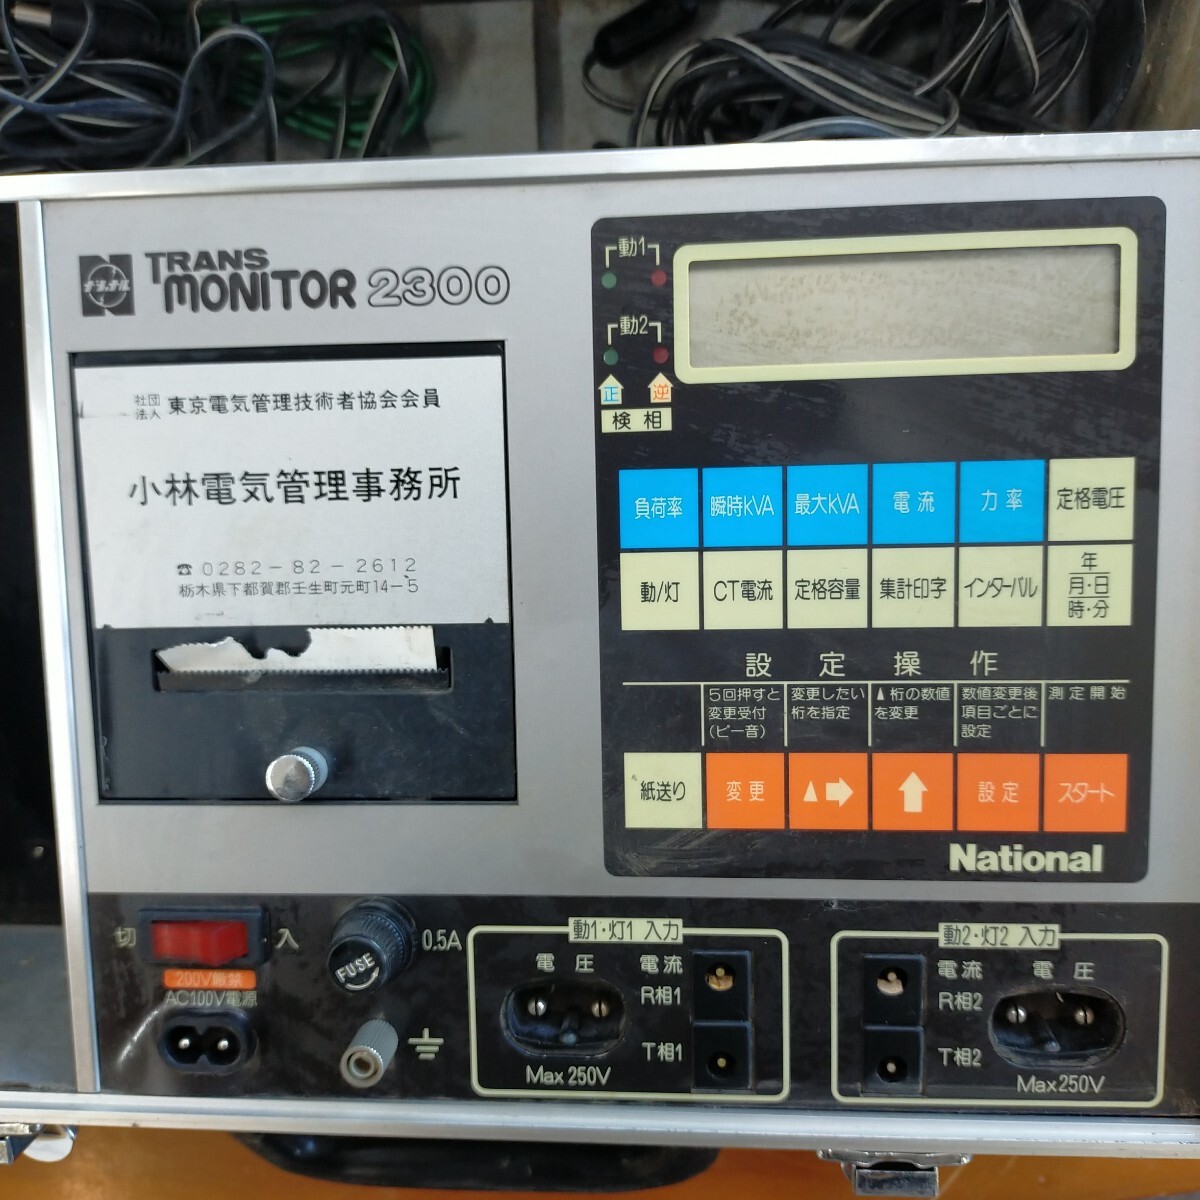 ナショナル
TRANS
MONITOR 2300
社団法人 東京電気管理技術者協会会員
小林電気管理事務所
☎ 0282-82-2612
栃木県下都賀郡壬生町元町14-5
動1
動2
正 逆
検相
負荷率 瞬時kVA 最大kVA 電流 力率 定格電圧
動/灯 CT電流 定格容量 集計印字 インターバル 年
月・日
時・分
設定操作
5回押すと 変更したい ▲桁の数値 数値変更後 測定開始
変更受付 桁を指定 を変更 項目ごとに
(ピー音) 設定
紙送り 変更 ▲➡ ⬆ 設定 スタート
National
切 入
200V厳禁
AC100V電源
FUSE
0.5A
動1・灯1 入力
電圧 電流
R相1
T相1
Max 250V
動2・灯2 入力
電流 電圧
R相2
T相2
Max 250V